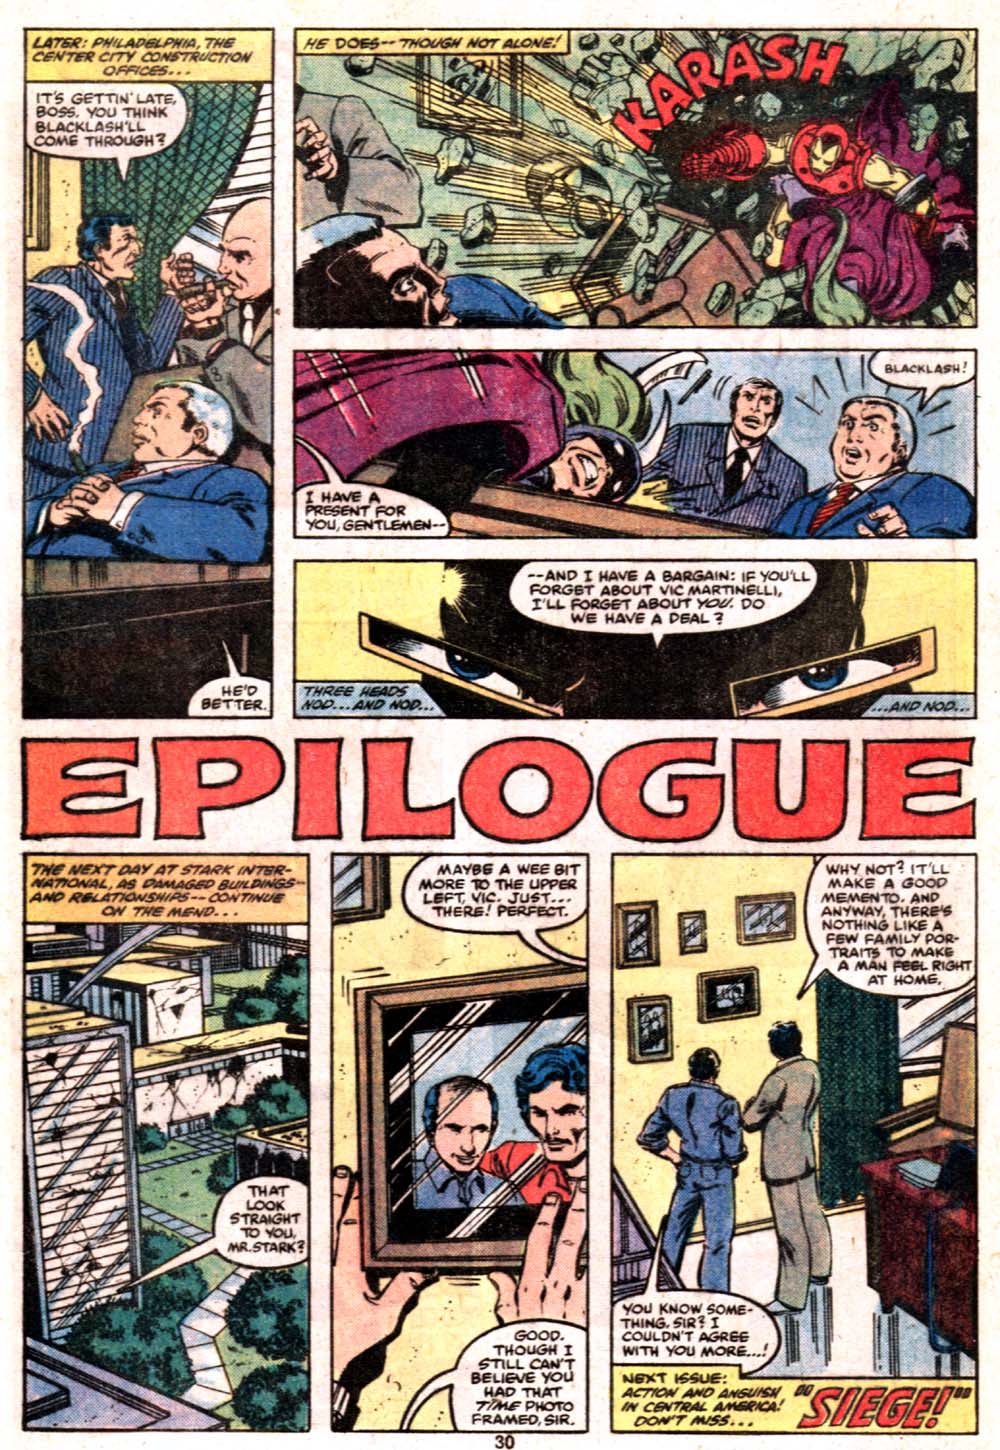 LATER: PHILADELPHIA, THE
CENTER CITY CONSTRUCTION
OFFICES...
IT'S GETTIN' LATE,
BOSS. YOU THINK
BLACKLASH'LL
COME THROUGH?
HE'D
BETTER.
HE DOES-- THOUGH NOT ALONE!
KARASH
I HAVE A
PRESENT FOR
YOU, GENTLEMEN--
BLACKLASH!
--AND I HAVE A BARGAIN: IF YOU'LL
FORGET ABOUT VIC MARTINELLI,
I'LL FORGET ABOUT YOU. DO
WE HAVE A DEAL?
THREE HEADS
NOD... AND NOD...
...AND NOD...
EPILOGUE
THE NEXT DAY AT STARK INTER-
NATIONAL, AS DAMAGED BUILDINGS--
AND RELATIONSHIPS-- CONTINUE
ON THE MEND...
THAT
LOOK
STRAIGHT
TO YOU,
MR. STARK?
MAYBE A WEE BIT
MORE TO THE UPPER
LEFT, VIC. JUST...
THERE! PERFECT.
GOOD.
THOUGH I
STILL CAN'T
BELIEVE YOU
HAD THAT
TIME PHOTO
FRAMED, SIR.
WHY NOT? IT'LL
MAKE A GOOD
MEMENTO. AND
ANYWAY, THERE'S
NOTHING LIKE A
FEW FAMILY POR-
TRAITS TO MAKE
A MAN FEEL RIGHT
AT HOME.
YOU KNOW SOME-
THING, SIR? I
COULDN'T AGREE
WITH YOU MORE...!
NEXT ISSUE:
ACTION AND ANGUISH
IN CENTRAL AMERICA!
DON'T MISS...
"SIEGE!"
30